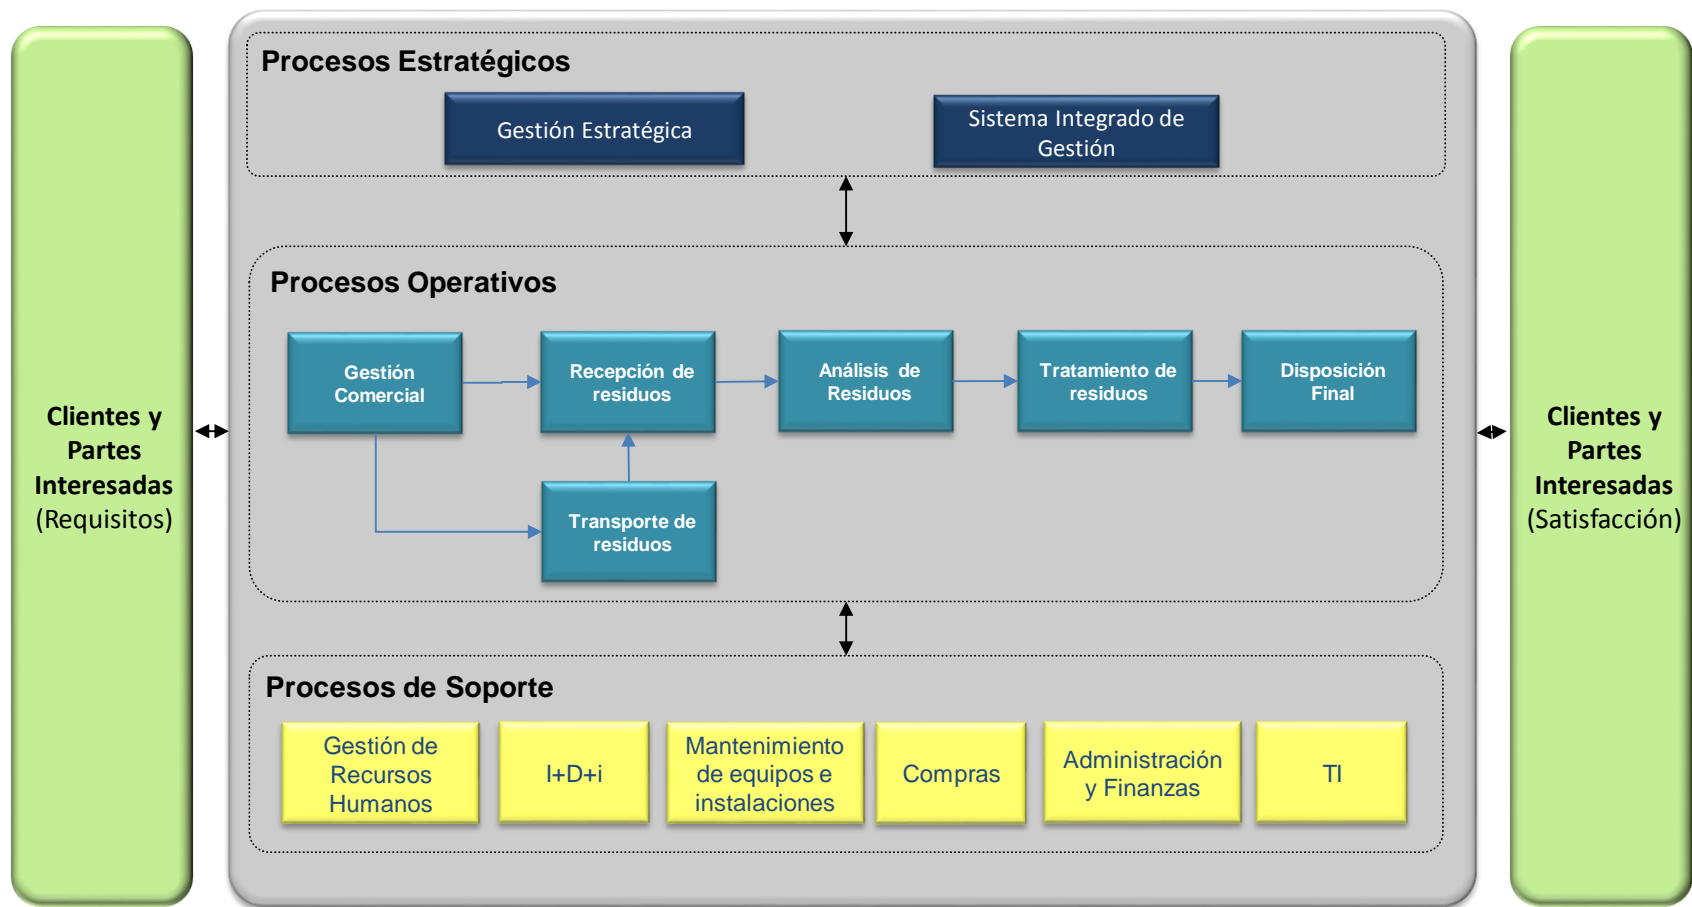 Procesos Estratégicos
Gestión Estratégica
Sistema Integrado de
Gestión
Procesos Operativos
Gestión
Comercial
Recepción de
residuos
Análisis de
Residuos
Tratamiento de
residuos
Disposición
Final
Transporte de
residuos
Clientes y
Partes
Interesadas
(Requisitos)
Clientes y
Partes
Interesadas
(Satisfacción)
Procesos de Soporte
Gestión de
Recursos
Humanos
I+D+i
Mantenimiento
de equipos e
instalaciones
Compras
Administración
y Finanzas
TI